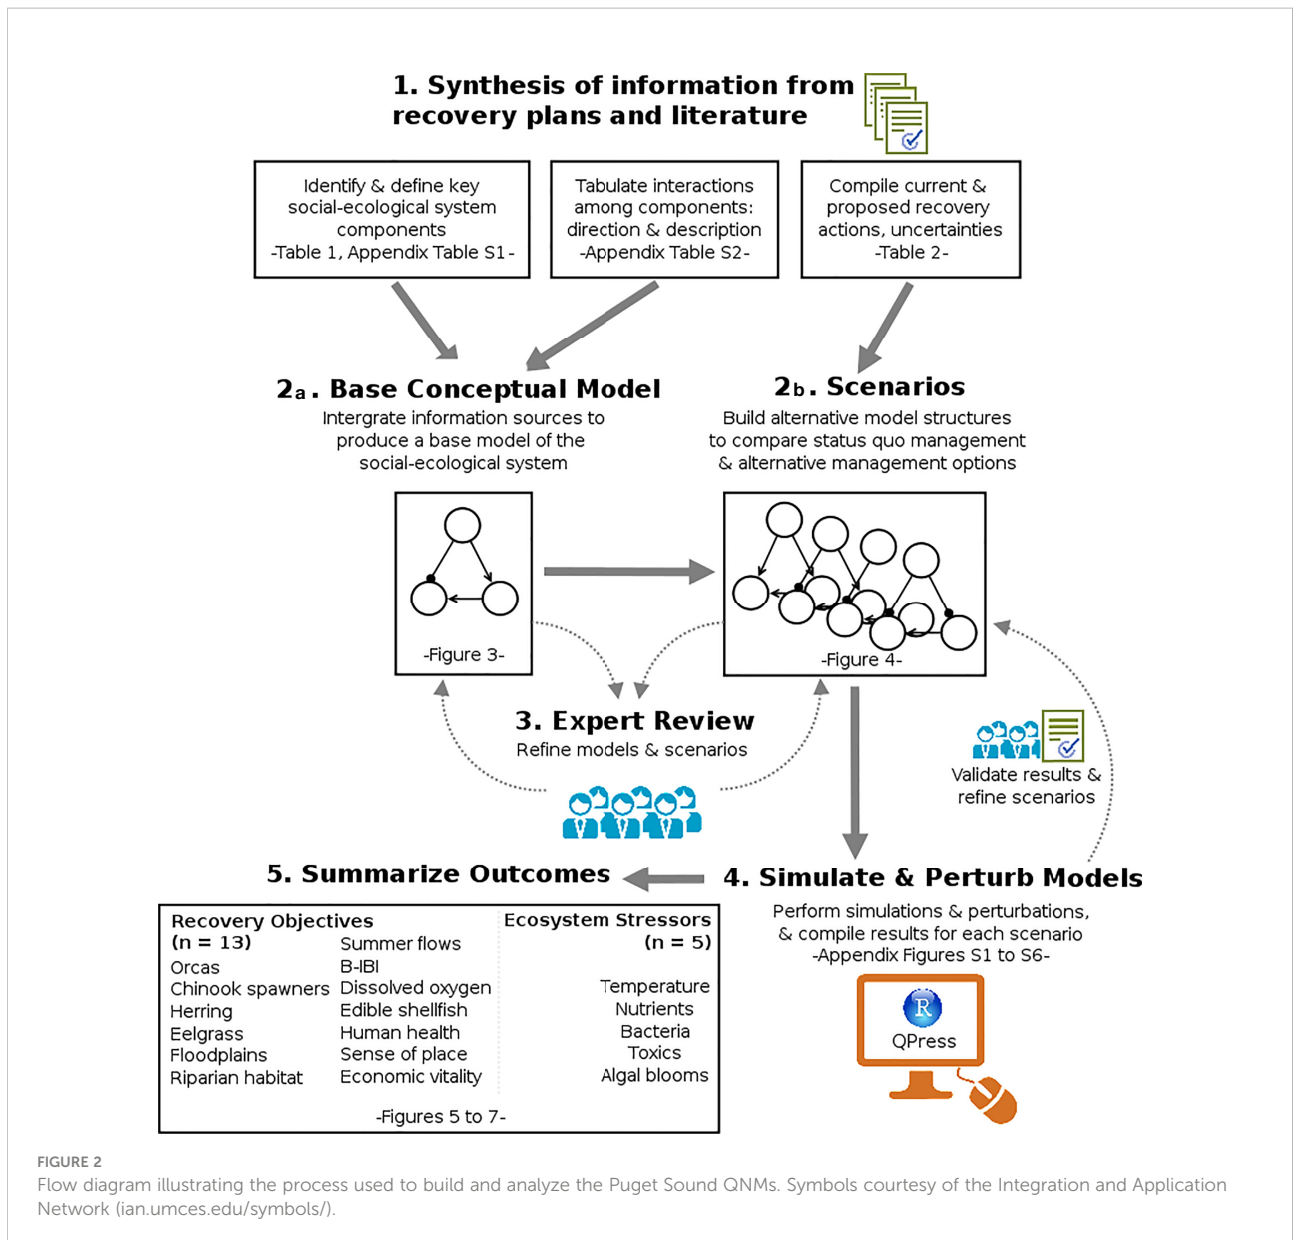 1. Synthesis of information from
recovery plans and literature
Identify & define key
social-ecological system
components
-Table 1, Appendix Table S1-
Tabulate interactions
among components:
direction & description
-Appendix Table S2-
Compile current &
proposed recovery
actions, uncertainties
-Table 2-
2a. Base Conceptual Model
Intergrate information sources to
produce a base model of the
social-ecological system
2b. Scenarios
Build alternative model structures
to compare status quo management
& alternative management options
-Figure 3-
-Figure 4-
3. Expert Review
Refine models & scenarios
Validate results &
refine scenarios
4. Simulate & Perturb Models
Perform simulations & perturbations,
& compile results for each scenario
-Appendix Figures S1 to S6-
R
QPress
5. Summarize Outcomes
Recovery Objectives
(n = 13)
Orcas
Chinook spawners
Herring
Eelgrass
Floodplains
Riparian habitat
Summer flows
B-IBI
Dissolved oxygen
Edible shellfish
Human health
Sense of place
Economic vitality
Ecosystem Stressors
(n = 5)
Temperature
Nutrients
Bacteria
Toxics
Algal blooms
-Figures 5 to 7-
FIGURE 2
Flow diagram illustrating the process used to build and analyze the Puget Sound QNMs. Symbols courtesy of the Integration and Application
Network (ian.umces.edu/symbols/).